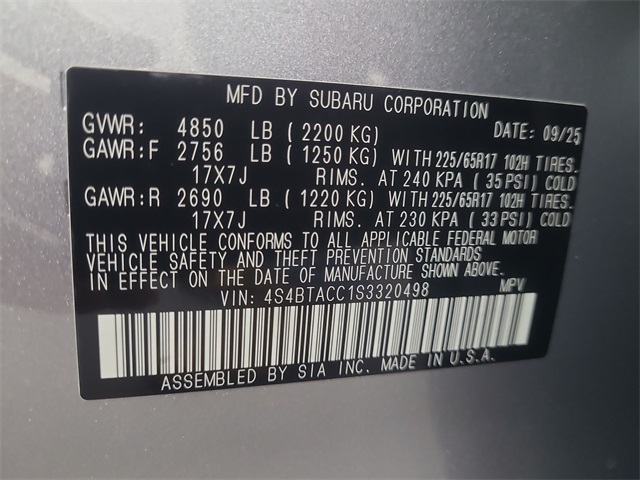 MFD BY SUBARU CORPORATION
GVWR: 4850 LB ( 2200 KG) DATE: 09/25
GAWR:F 2756 LB ( 1250 KG) WITH 225/65R17 102H TIRES.
17X7J RIMS. AT 240 KPA ( 35 PSI) COLD
GAWR:R 2690 LB ( 1220 KG) WITH 225/65R17 102H TIRES.
17X7J RIMS. AT 230 KPA ( 33 PSI) COLD
THIS VEHICLE CONFORMS TO ALL APPLICABLE FEDERAL MOTOR
VEHICLE SAFETY AND THEFT PREVENTION STANDARDS
IN EFFECT ON THE DATE OF MANUFACTURE SHOWN ABOVE.
VIN: 4S4BTACC1S3320498 MPV
ASSEMBLED BY SIA INC. MADE IN U.S.A.